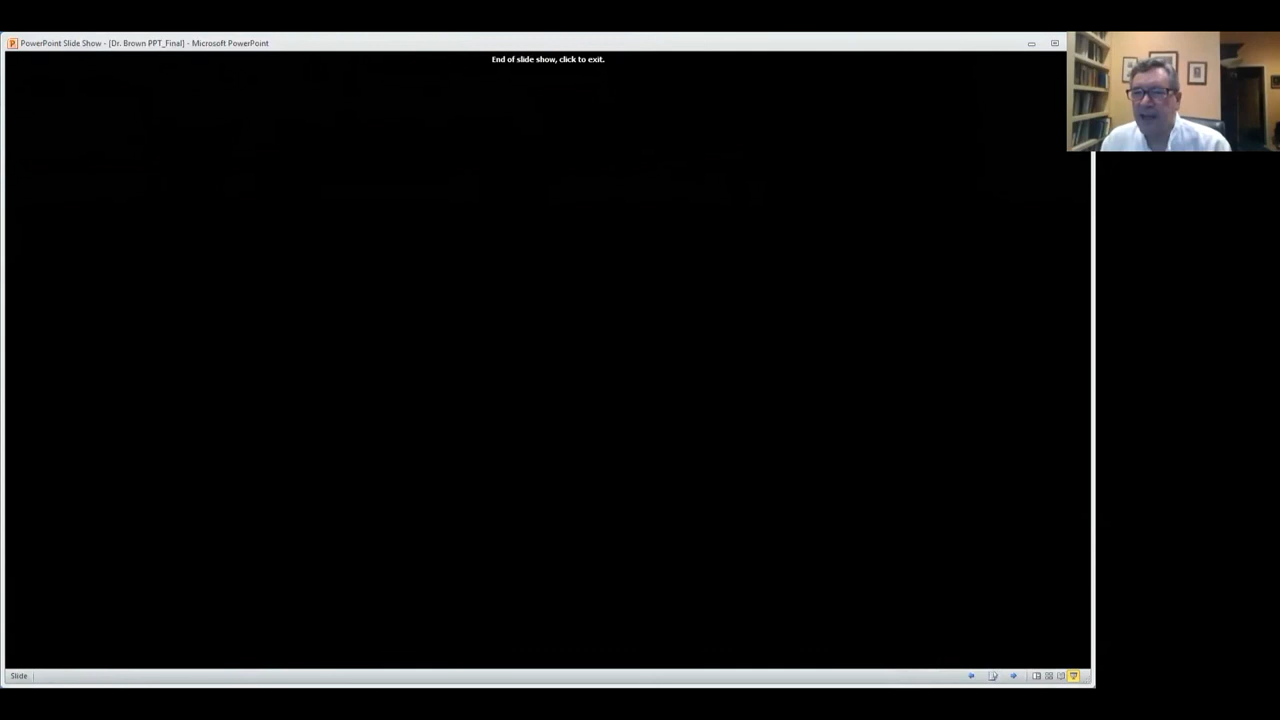 PowerPoint Slide Show - [Dr. Brown PPT_Final] - Microsoft PowerPoint
End of slide show, click to exit.
Slide